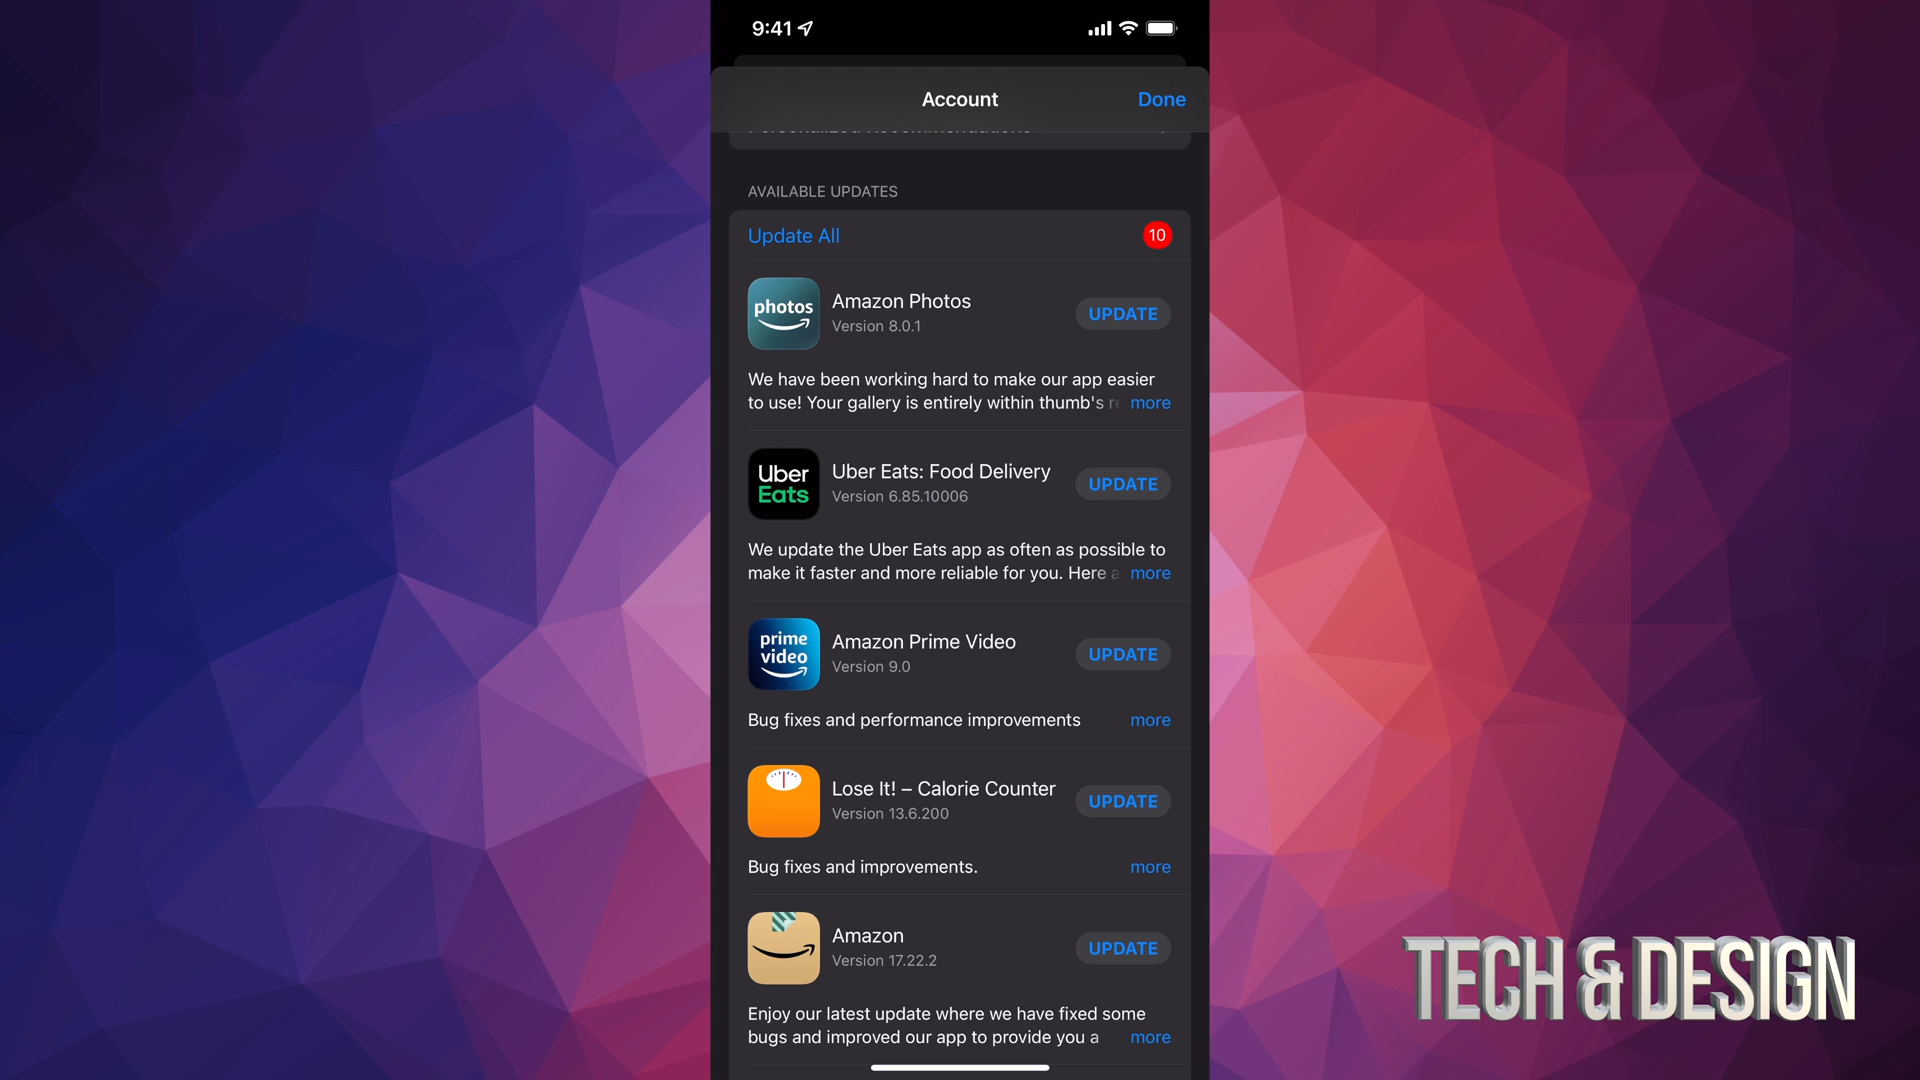 9:41
Account
Done
Personalized Recommendations
AVAILABLE UPDATES
Update All
10
photos
Amazon Photos
Version 8.0.1
UPDATE
We have been working hard to make our app easier
to use! Your gallery is entirely within thumb's more
Uber
Eats
Uber Eats: Food Delivery
Version 6.85.10006
UPDATE
We update the Uber Eats app as often as possible to
make it faster and more reliable for you. Here a more
prime
video
Amazon Prime Video
Version 9.0
UPDATE
Bug fixes and performance improvements more
Lose It! – Calorie Counter
Version 13.6.200
UPDATE
Bug fixes and improvements. more
Amazon
Version 17.22.2
UPDATE
Enjoy our latest update where we have fixed some
bugs and improved our app to provide you a more
TECH & DESIGN